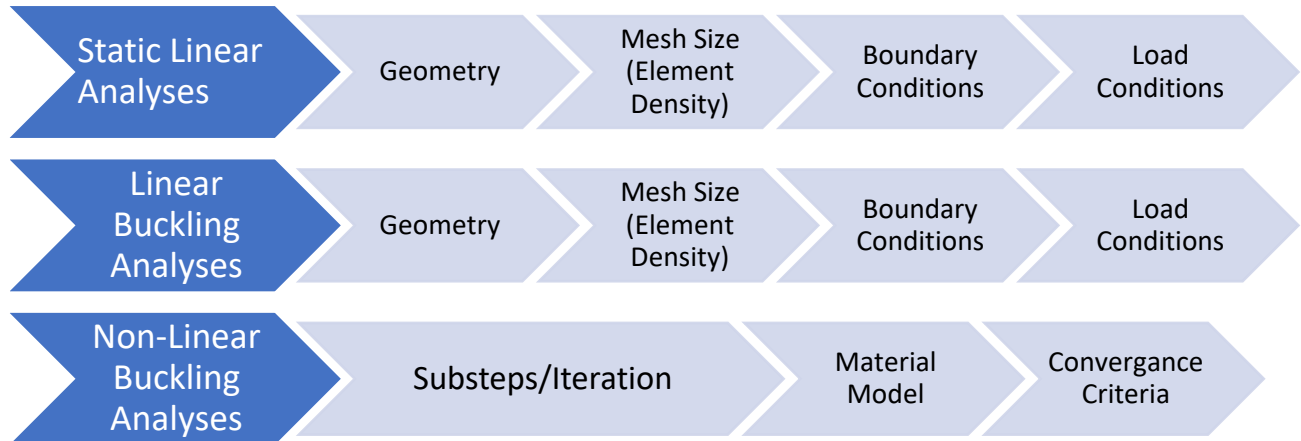 Static Linear
Analyses
Geometry
Mesh Size
(Element
Density)
Boundary
Conditions
Load
Conditions
Linear
Buckling
Analyses
Geometry
Mesh Size
(Element
Density)
Boundary
Conditions
Load
Conditions
Non-Linear
Buckling
Analyses
Substeps/Iteration
Material
Model
Convergance
Criteria